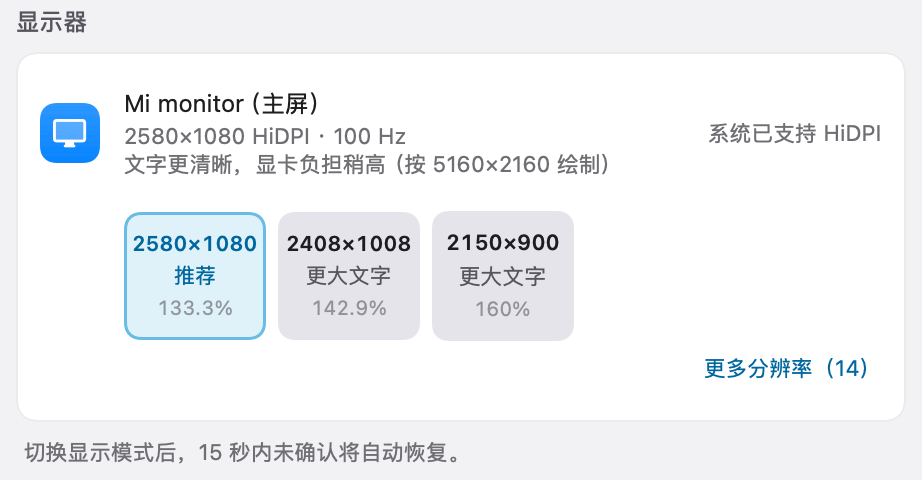 显示器
Mi monitor（主屏）
2580×1080 HiDPI · 100 Hz
文字更清晰，显卡负担稍高（按 5160×2160 绘制）
系统已支持 HiDPI
2580×1080
推荐
133.3%
2408×1008
更大文字
142.9%
2150×900
更大文字
160%
更多分辨率（14）
切换显示模式后，15 秒内未确认将自动恢复。